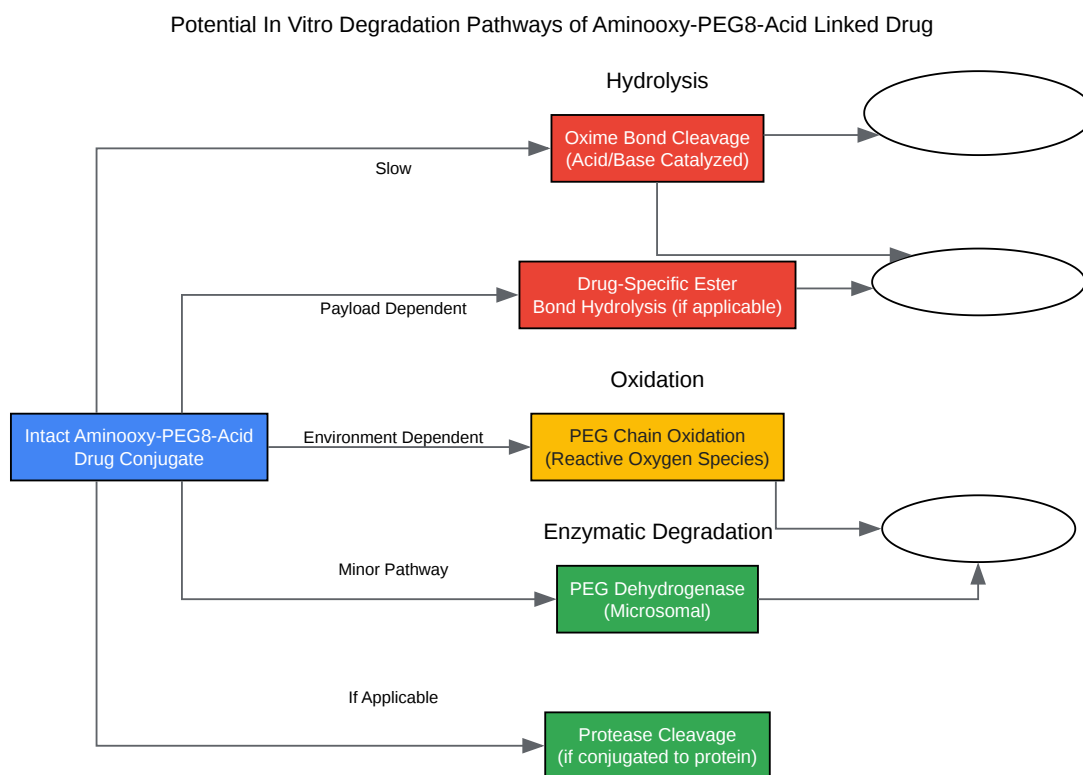 Potential In Vitro Degradation Pathways of Aminooxy-PEG8-Acid Linked Drug
Hydrolysis
Oxime Bond Cleavage
(Acid/Base Catalyzed)
Slow
Drug-Specific Ester
Bond Hydrolysis (if applicable)
Payload Dependent
Oxidation
Intact Aminooxy-PEG8-Acid
Drug Conjugate
Environment Dependent
PEG Chain Oxidation
(Reactive Oxygen Species)
Enzymatic Degradation
Minor Pathway
PEG Dehydrogenase
(Microsomal)
If Applicable
Protease Cleavage
(if conjugated to protein)